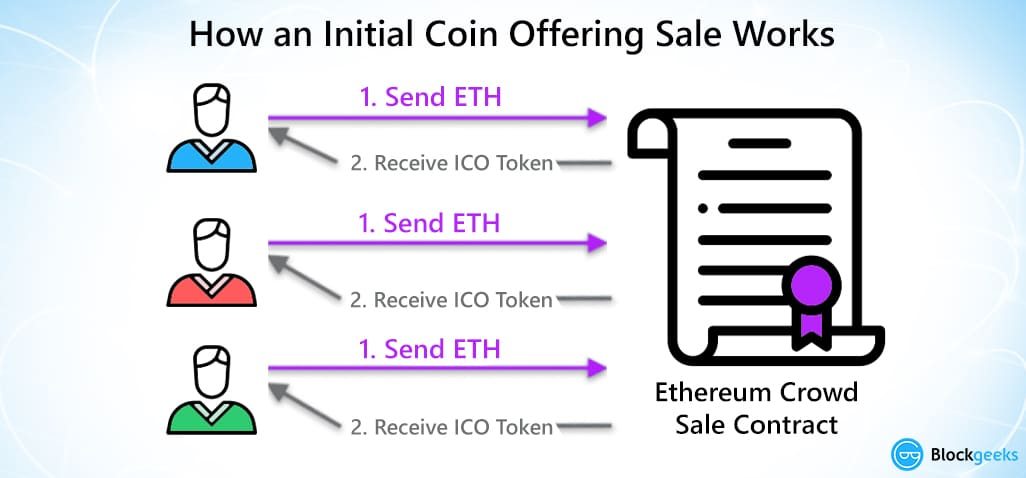 How an Initial Coin Offering Sale Works
1. Send ETH
2. Receive ICO Token
1. Send ETH
2. Receive ICO Token
1. Send ETH
2. Receive ICO Token
Ethereum Crowd
Sale Contract
Blockgeeks